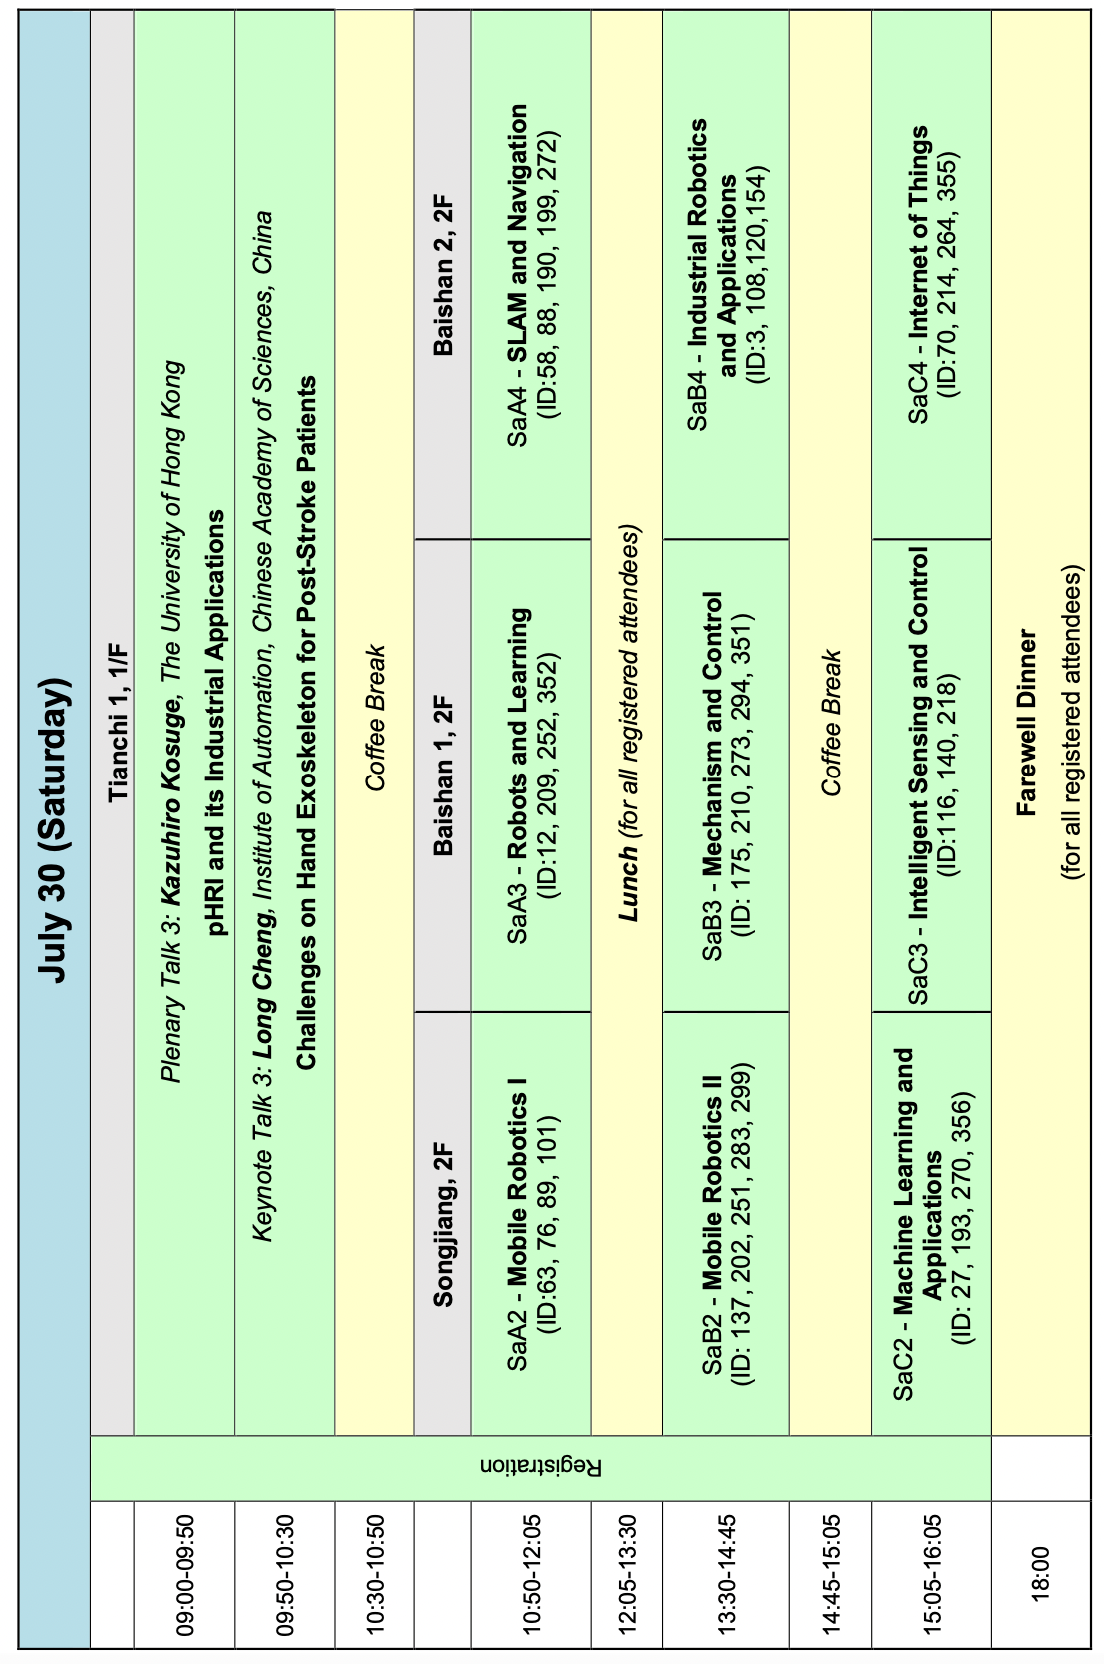 July 30 (Saturday)
Tianchi 1, 1/F
Registration
09:00-09:50
Plenary Talk 3: Kazuhiro Kosuge, The University of Hong Kong
pHRI and its Industrial Applications
09:50-10:30
Keynote Talk 3: Long Cheng, Institute of Automation, Chinese Academy of Sciences, China
Challenges on Hand Exoskeleton for Post-Stroke Patients
10:30-10:50
Coffee Break
Songjiang, 2F
Baishan 1, 2F
Baishan 2, 2F
10:50-12:05
SaA2 - Mobile Robotics I
(ID:63, 76, 89, 101)
SaA3 - Robots and Learning
(ID:12, 209, 252, 352)
SaA4 - SLAM and Navigation
(ID:58, 88, 190, 199, 272)
12:05-13:30
Lunch (for all registered attendees)
13:30-14:45
SaB2 - Mobile Robotics II
(ID: 137, 202, 251, 283, 299)
SaB3 - Mechanism and Control
(ID: 175, 210, 273, 294, 351)
SaB4 - Industrial Robotics
and Applications
(ID:3, 108,120,154)
14:45-15:05
Coffee Break
15:05-16:05
SaC2 - Machine Learning and
Applications
(ID: 27, 193, 270, 356)
SaC3 - Intelligent Sensing and Control
(ID:116, 140, 218)
SaC4 - Internet of Things
(ID:70, 214, 264, 355)
18:00
Farewell Dinner
(for all registered attendees)